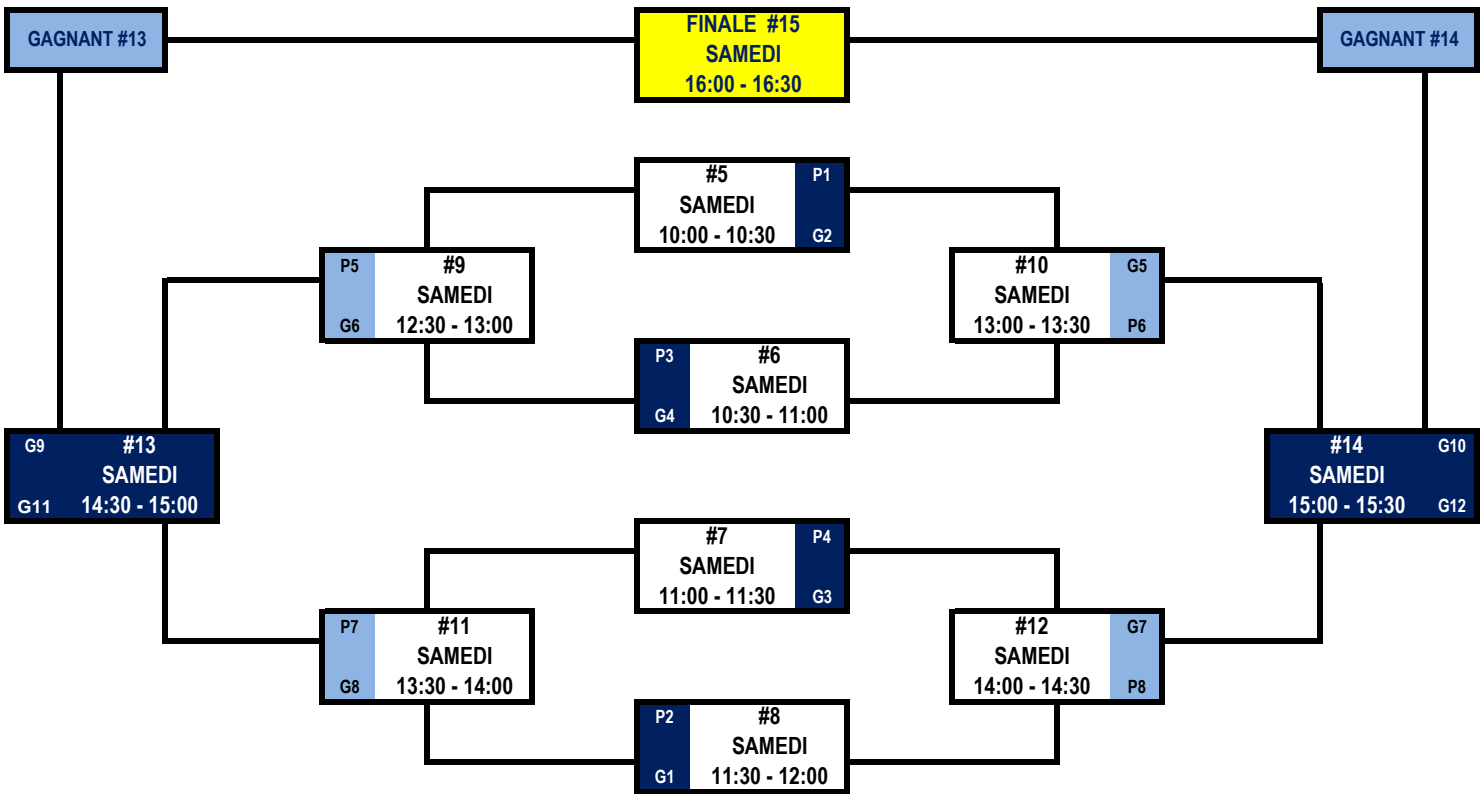 GAGNANT #13
FINALE #15
SAMEDI
16:00 - 16:30
GAGNANT #14
#5
SAMEDI
10:00 - 10:30
P1
G2
P5
G6
#9
SAMEDI
12:30 - 13:00
#10
SAMEDI
13:00 - 13:30
G5
P6
P3
G4
#6
SAMEDI
10:30 - 11:00
G9
G11
#13
SAMEDI
14:30 - 15:00
#14
SAMEDI
15:00 - 15:30
G10
G12
#7
SAMEDI
11:00 - 11:30
P4
G3
P7
G8
#11
SAMEDI
13:30 - 14:00
#12
SAMEDI
14:00 - 14:30
G7
P8
P2
G1
#8
SAMEDI
11:30 - 12:00